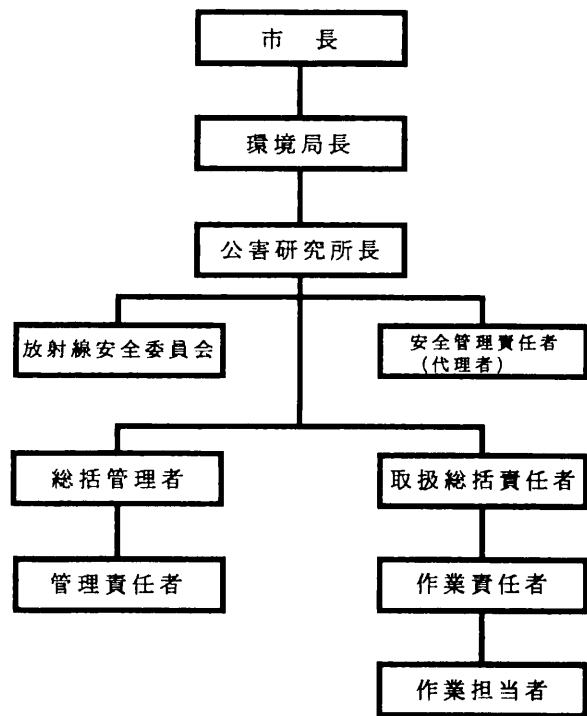 市 長
環境局長
公害研究所長
放射線安全委員会
安全管理責任者
(代理者)
総括管理者
取扱総括責任者
管理責任者
作業責任者
作業担当者